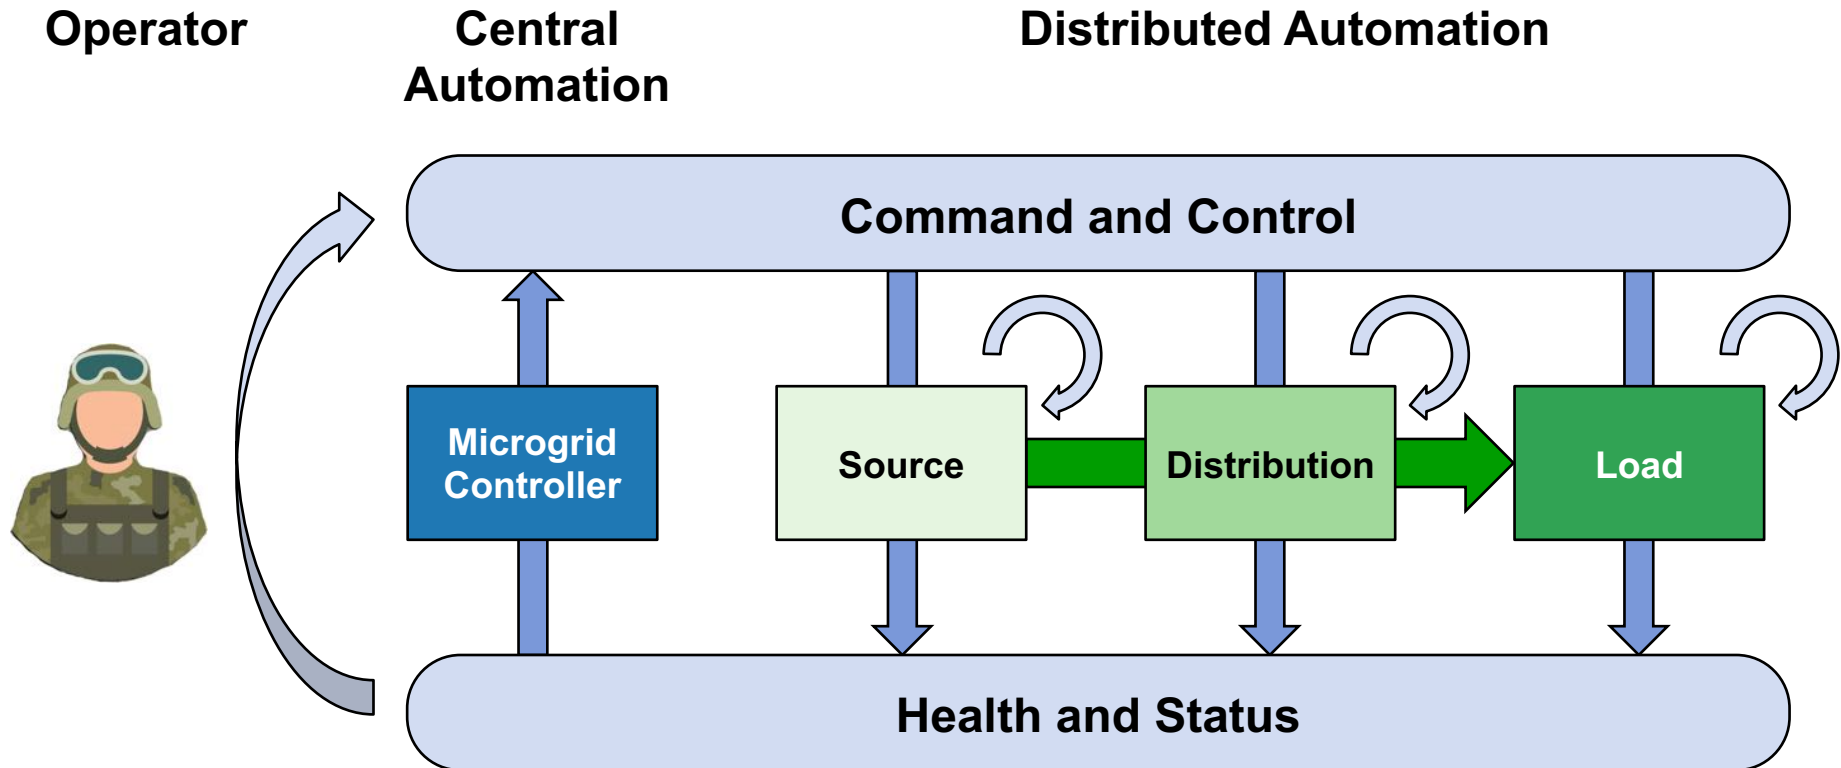 Operator
Central
Automation
Distributed Automation
Command and Control
Microgrid
Controller
Source
Distribution
Load
Health and Status